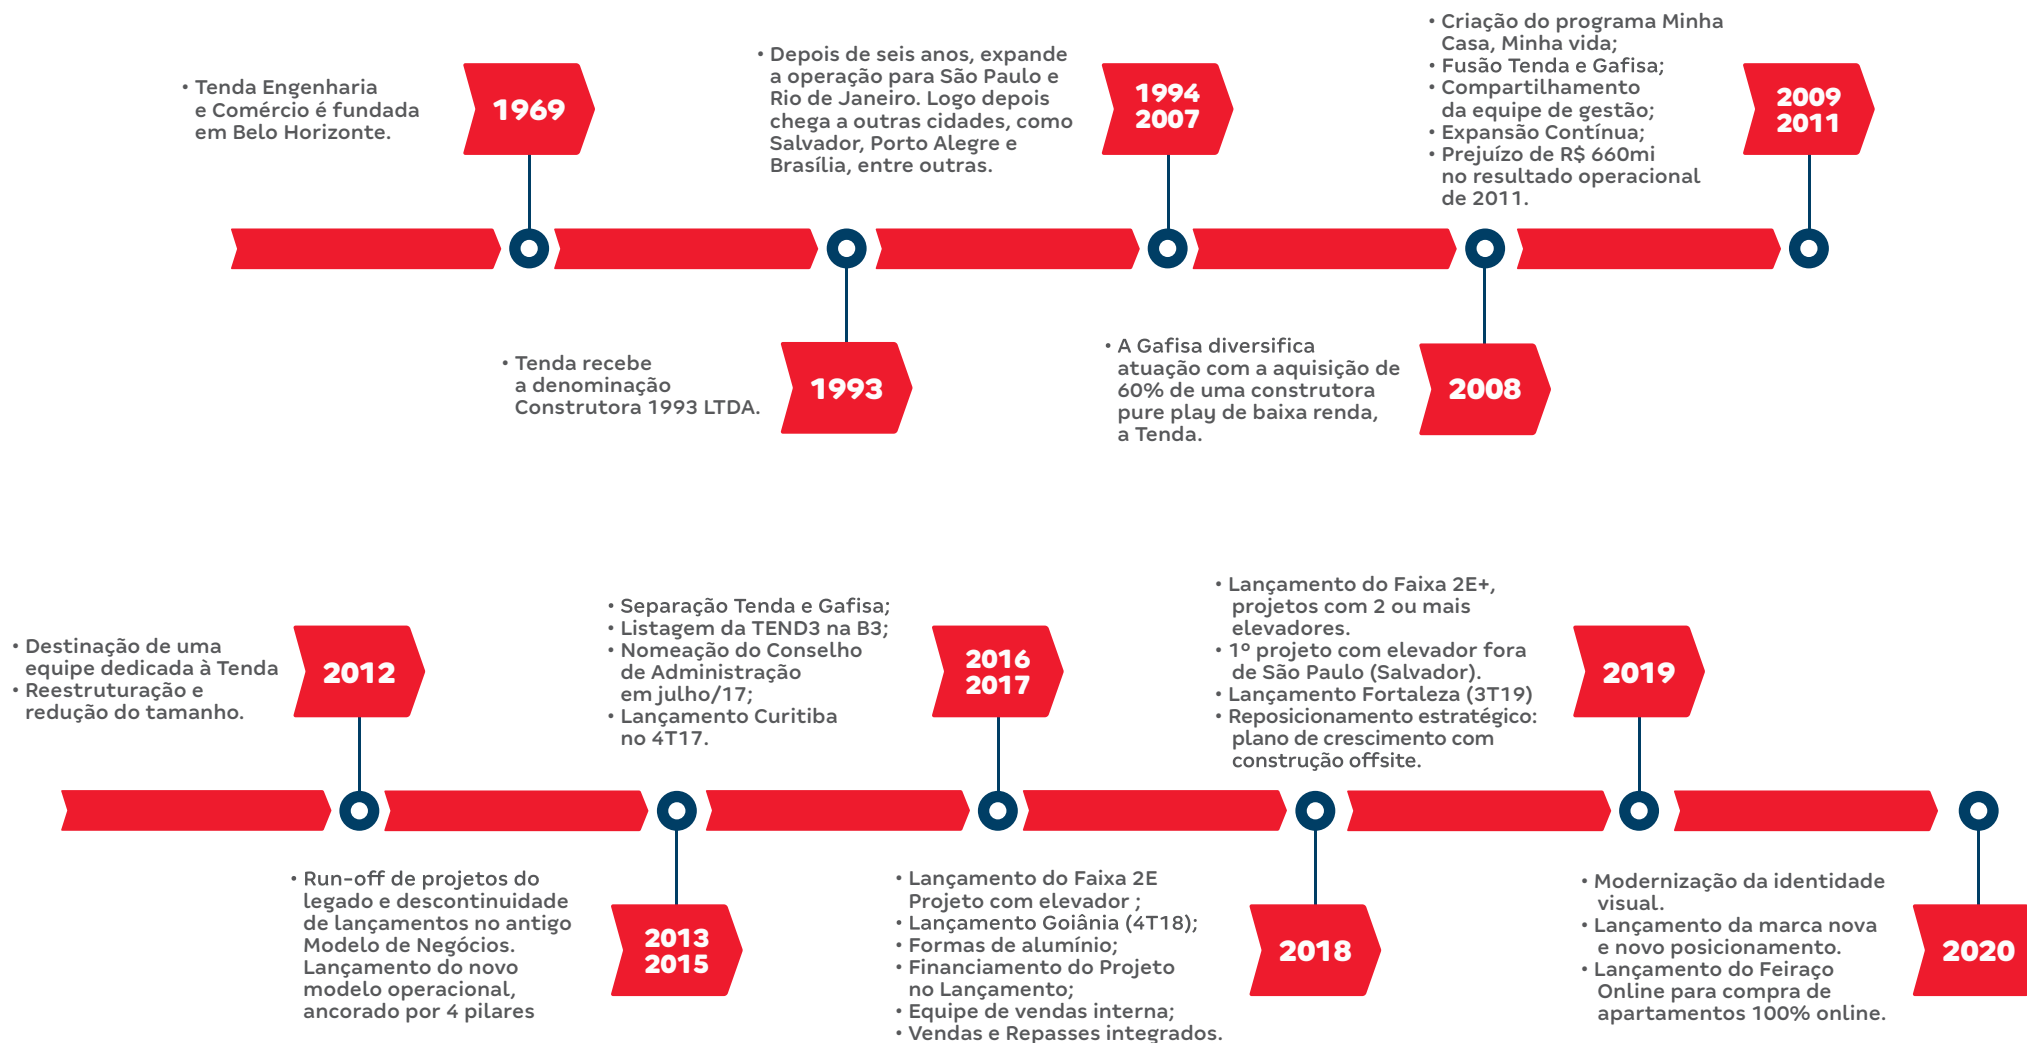 • Tenda Engenharia
e Comércio é fundada
em Belo Horizonte.
1969
• Tenda recebe
a denominação
Construtora 1993 LTDA.
1993
• Depois de seis anos, expande
a operação para São Paulo e
Rio de Janeiro. Logo depois
chega a outras cidades, como
Salvador, Porto Alegre e
Brasília, entre outras.
1994
2007
• A Gafisa diversifica
atuação com a aquisição de
60% de uma construtora
pure play de baixa renda,
a Tenda.
2008
• Criação do programa Minha
Casa, Minha vida;
• Fusão Tenda e Gafisa;
• Compartilhamento
da equipe de gestão;
• Expansão Contínua;
• Prejuízo de R$ 660mi
no resultado operacional
de 2011.
2009
2011
• Destinação de uma
equipe dedicada à Tenda
• Reestruturação e
redução do tamanho.
2012
• Run-off de projetos do
legado e descontinuidade
de lançamentos no antigo
Modelo de Negócios.
Lançamento do novo
modelo operacional,
ancorado por 4 pilares
2013
2015
• Separação Tenda e Gafisa;
• Listagem da TEND3 na B3;
• Nomeação do Conselho
de Administração
em julho/17;
• Lançamento Curitiba
no 4T17.
2016
2017
• Lançamento do Faixa 2E
Projeto com elevador ;
• Lançamento Goiânia (4T18);
• Formas de alumínio;
• Financiamento do Projeto
no Lançamento;
• Equipe de vendas interna;
• Vendas e Repasses integrados.
2018
• Lançamento do Faixa 2E+,
projetos com 2 ou mais
elevadores.
• 1º projeto com elevador fora
de São Paulo (Salvador).
• Lançamento Fortaleza (3T19)
• Reposicionamento estratégico:
plano de crescimento com
construção offsite.
2019
• Modernização da identidade
visual.
• Lançamento da marca nova
e novo posicionamento.
• Lançamento do Feiraço
Online para compra de
apartamentos 100% online.
2020